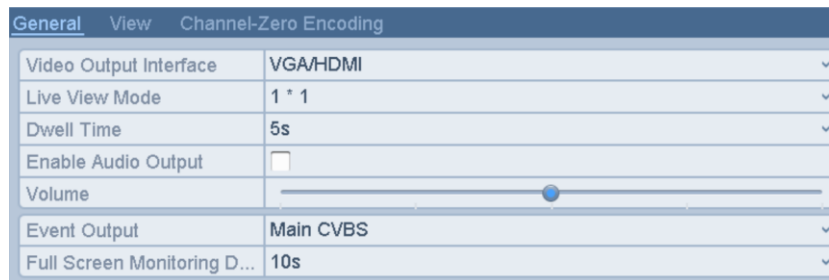 General View Channel-Zero Encoding
Video Output Interface VGA/HDMI
Live View Mode 1 * 1
Dwell Time 5s
Enable Audio Output
Volume
Event Output Main CVBS
Full Screen Monitoring D... 10s